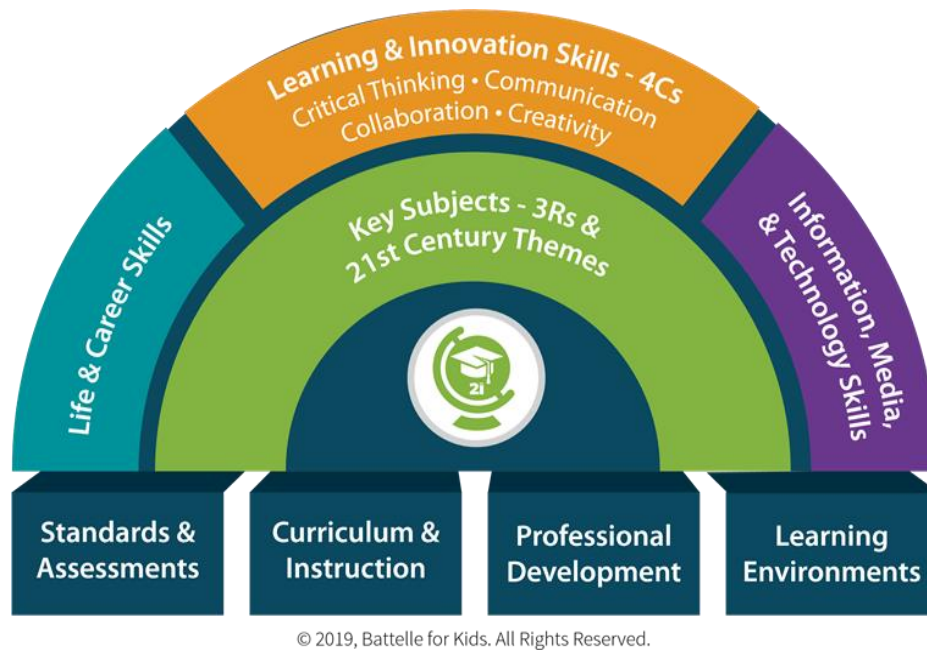 Learning & Innovation Skills - 4Cs
Critical Thinking • Communication
Collaboration • Creativity
Life & Career Skills
Key Subjects - 3Rs &
21st Century Themes
Information, Media,
& Technology Skills
21
Standards &
Assessments
Curriculum &
Instruction
Professional
Development
Learning
Environments
© 2019, Battelle for Kids. All Rights Reserved.